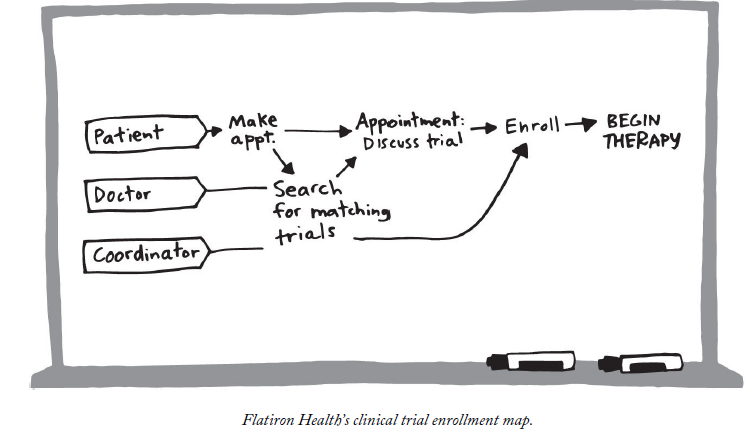 Patient
Make
appt.
Appointment:
Discuss trial
Enroll
BEGIN
THERAPY
Doctor
Search
for matching
trials
Coordinator
Flatiron Health's clinical trial enrollment map.